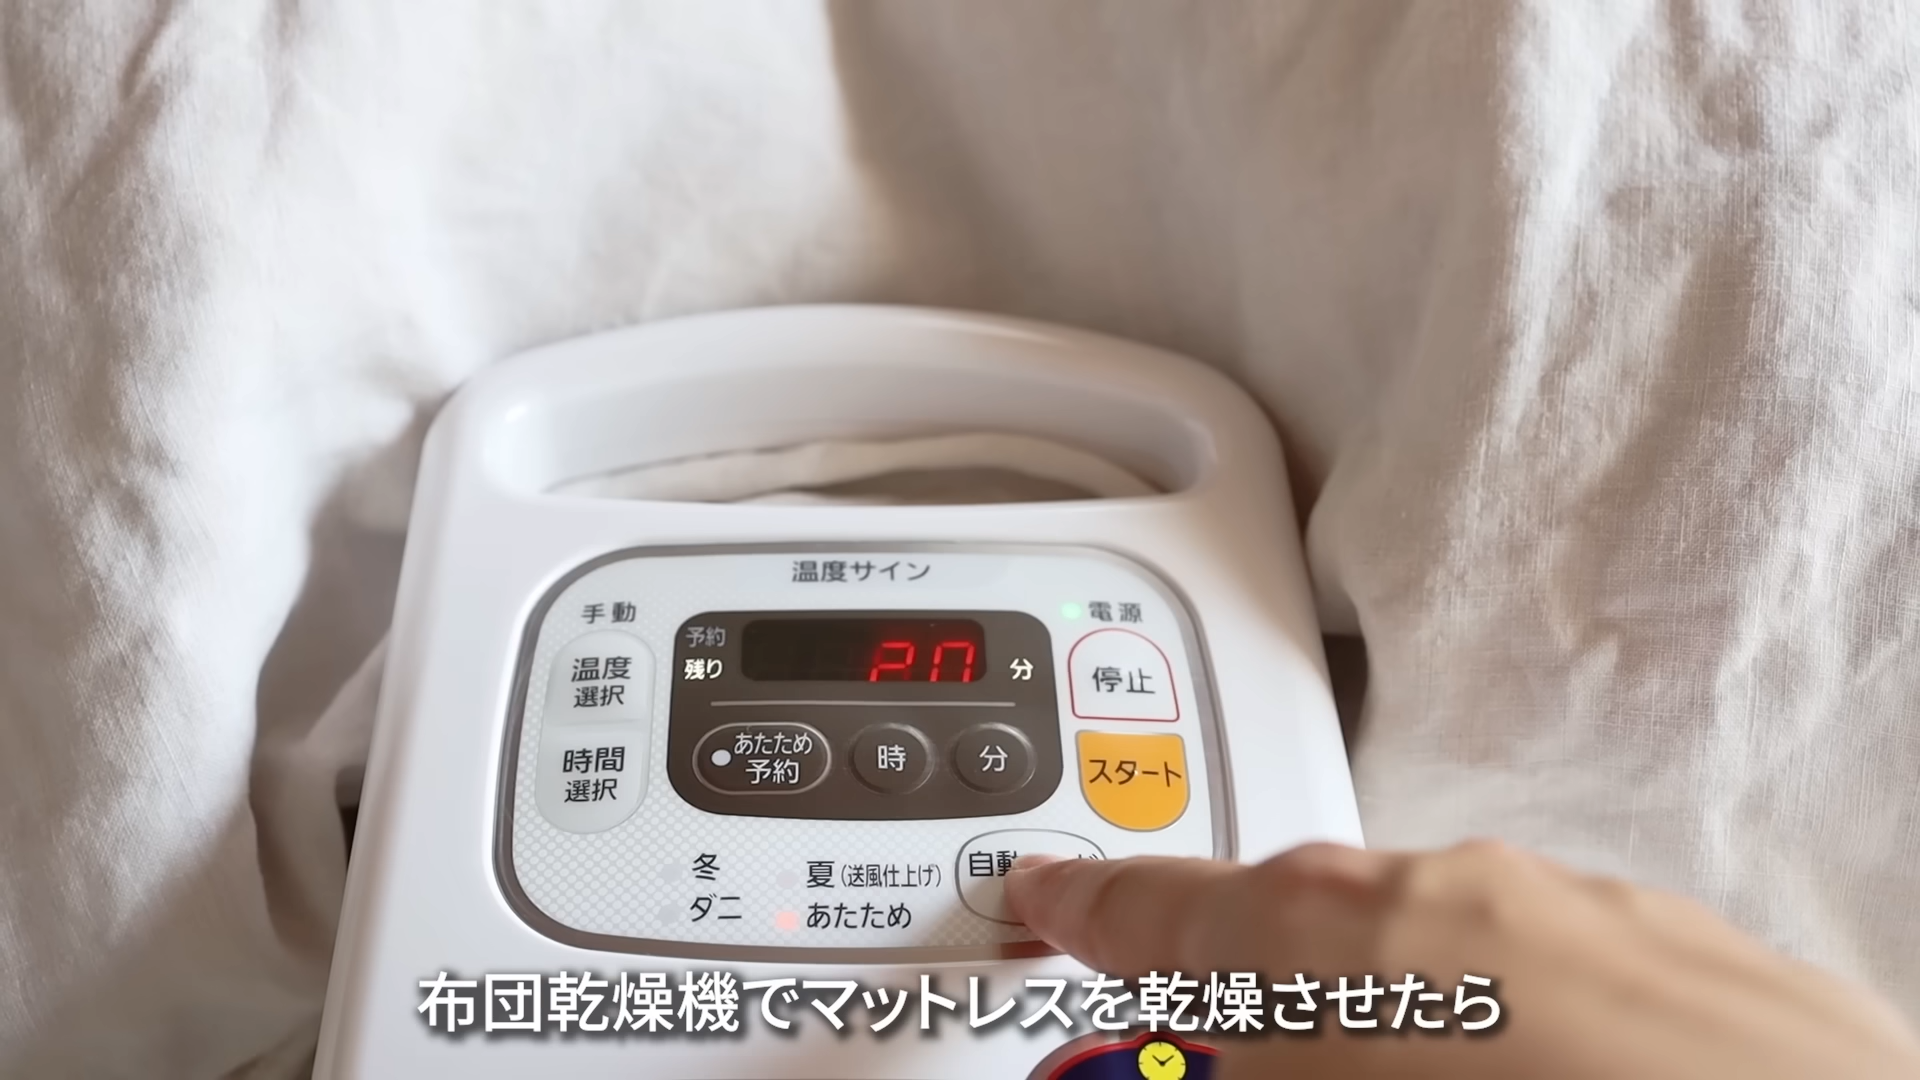 温度サイン
手動
電源
温度
選択
予約
残り
分
停止
時間
選択
あたため
予約
時
分
スタート
冬
夏(送風仕上げ)
自動
ダニ
あたため
布団乾燥機でマットレスを乾燥させたら